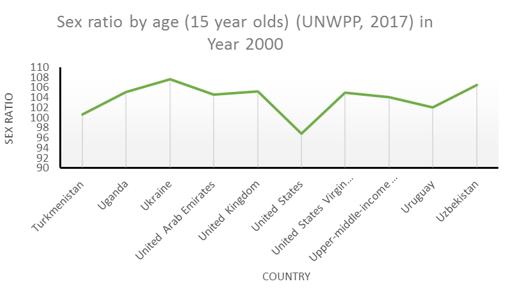 Sex ratio by age (15 year olds) (UNWPP, 2017) in
Year 2000
SEX RATIO
110
108
106
104
102
100
98
96
94
92
90
Turkmenistan
Uganda
Ukraine
United Arab Emirates
United Kingdom
United States
United States Virgin...
Upper-middle-income...
Uruguay
Uzbekistan
COUNTRY